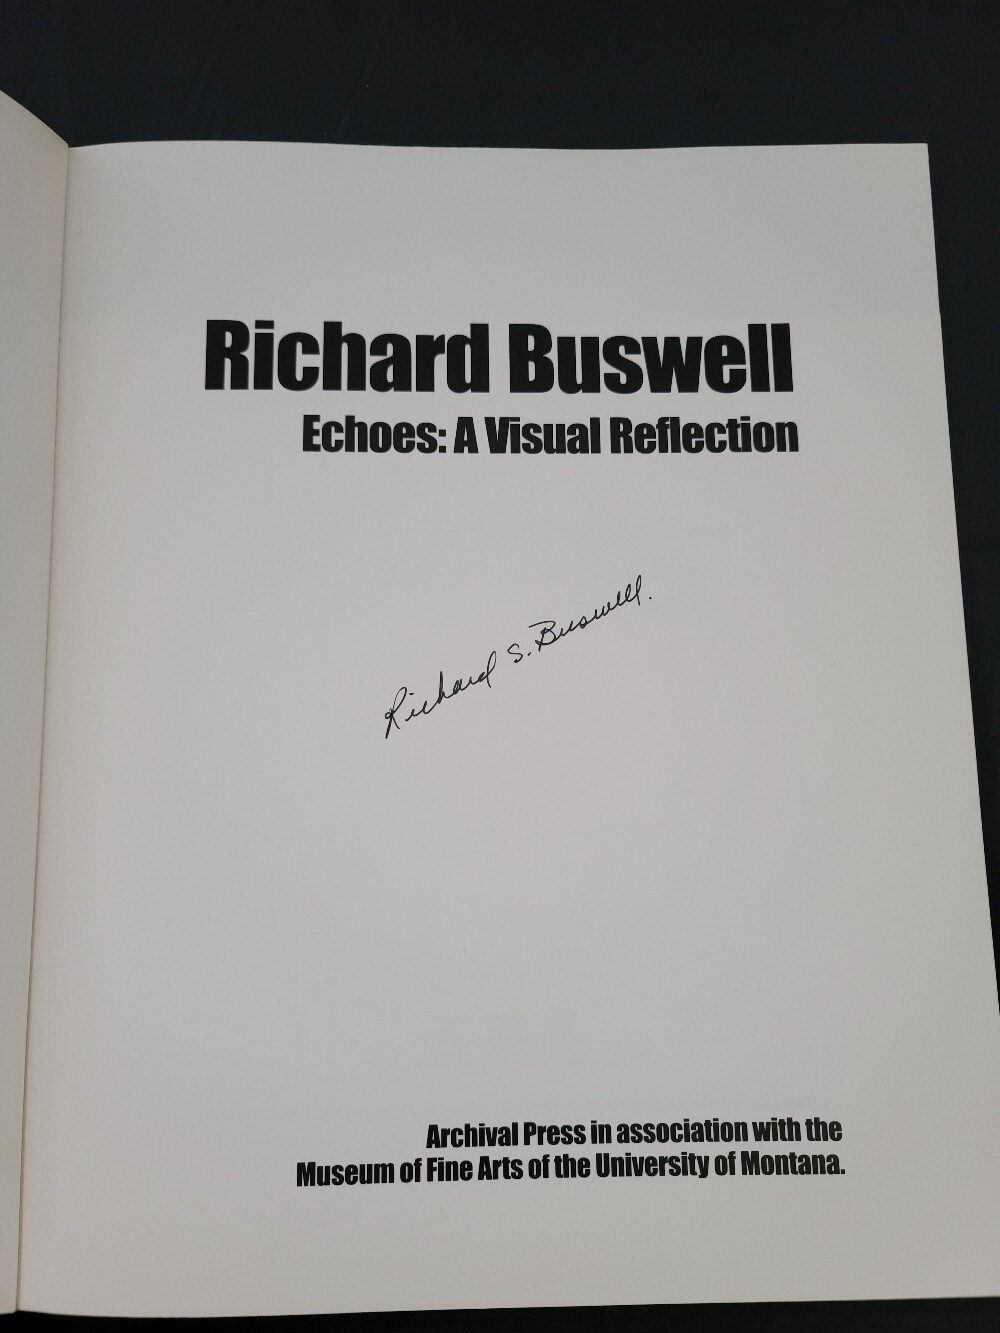 Richard Buswell
Echoes: A Visual Reflection
Richard S. Buswell.
Archival Press in association with the
Museum of Fine Arts of the University of Montana.